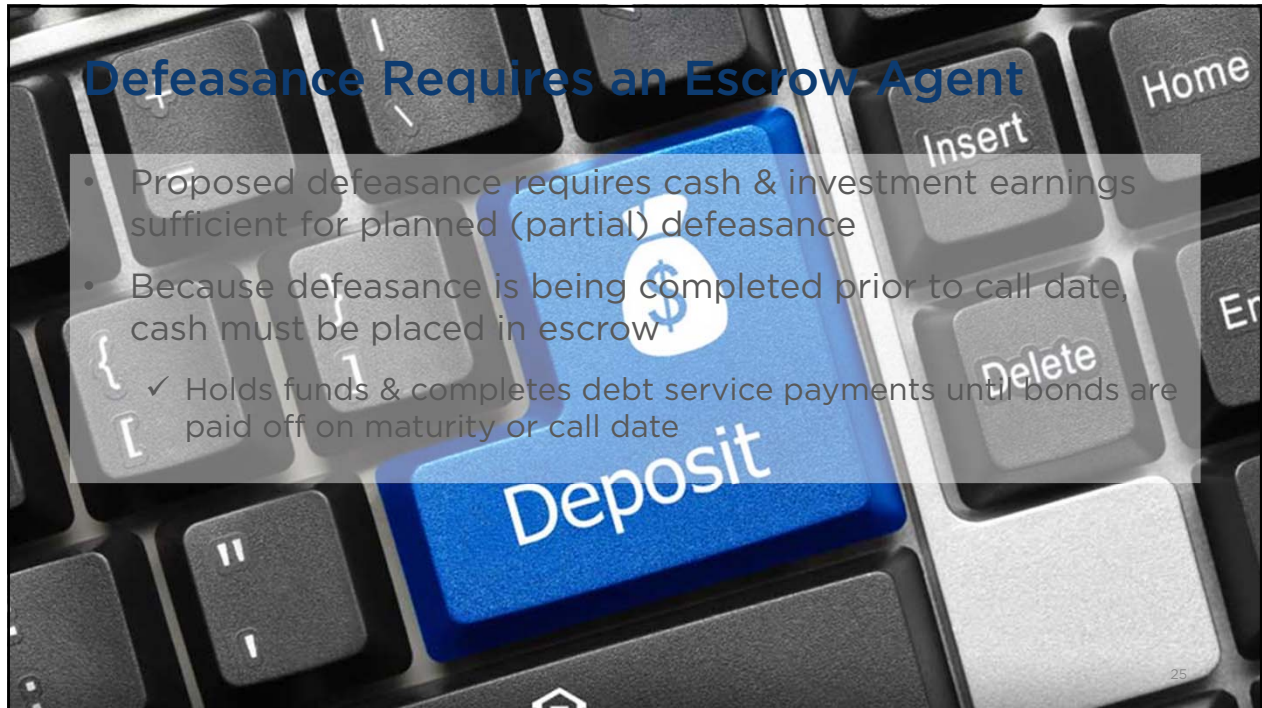 Defeasance Requires an Escrow Agent
• Proposed defeasance requires cash & investment earnings
sufficient for planned (partial) defeasance
• Because defeasance is being completed prior to call date,
cash must be placed in escrow
✓ Holds funds & completes debt service payments until bonds are
paid off on maturity or call date
+
=
|
\
Insert
Home
}
]
$
{
[
Delete
Deposit
"
'
25